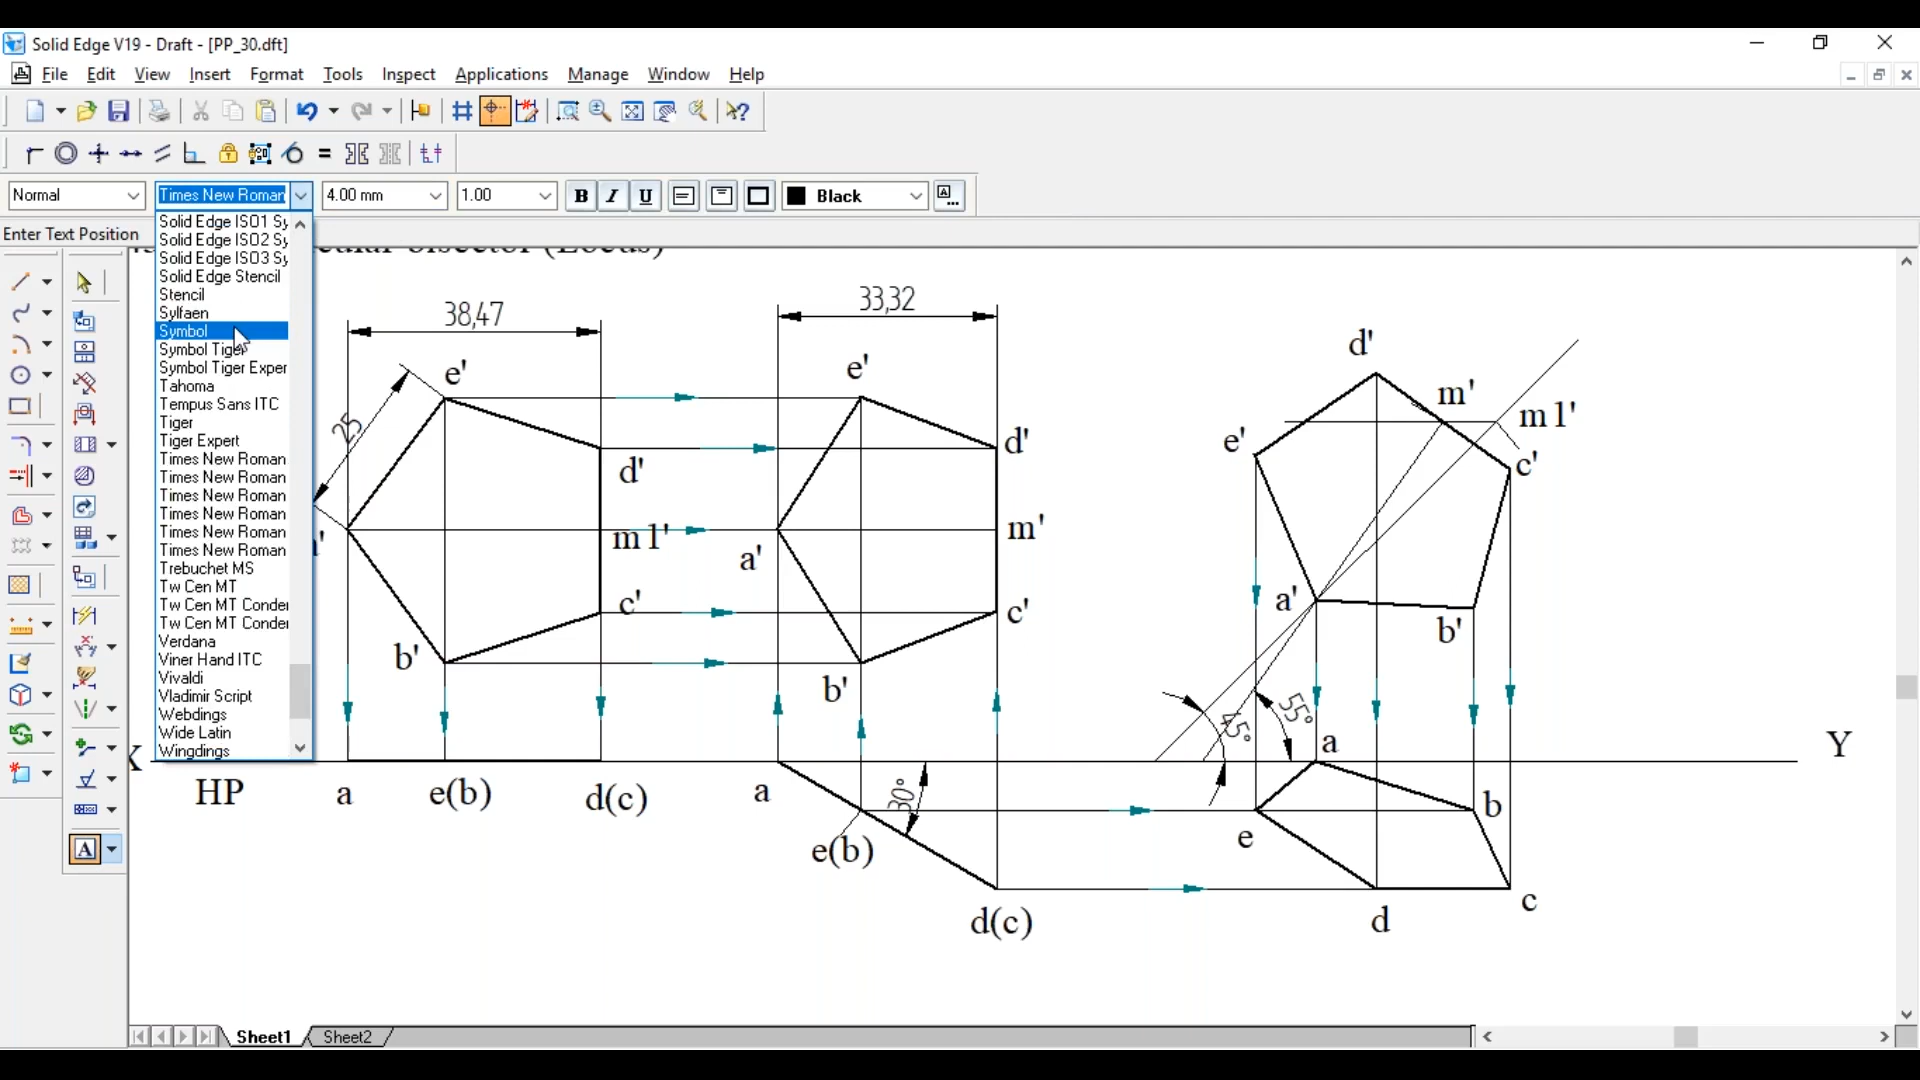 Solid Edge V19 - Draft - [PP_30.dft]
File Edit View Insert Format Tools Inspect Applications Manage Window Help
Normal Times New Roman 4.00 mm 1.00 B I U Black A...
Enter Text Position
Solid Edge ISO1 Sy
Solid Edge ISO2 Sy
Solid Edge ISO3 Sy
Solid Edge Stencil
Stencil
Sylfaen
Symbol
Symbol Tiger
Symbol Tiger Exper
Tahoma
Tempus Sans ITC
Tiger
Tiger Expert
Times New Roman
Times New Roman
Times New Roman
Times New Roman
Times New Roman
Times New Roman
Trebuchet MS
Tw Cen MT
Tw Cen MT Conder
Tw Cen MT Conder
Verdana
Viner Hand ITC
Vivaldi
Vladimir Script
Webdings
Wide Latin
Wingdings
bisector (Locus)
38,47 33,32
25
e' e' d' m' m1'
d' d' e' c'
m1' a' m'
c' c' a'
b' b' b'
45° 55°
X Y
HP a e(b) d(c) a 30° a b
e(b) e
d(c) d c
A
Sheet1 Sheet2